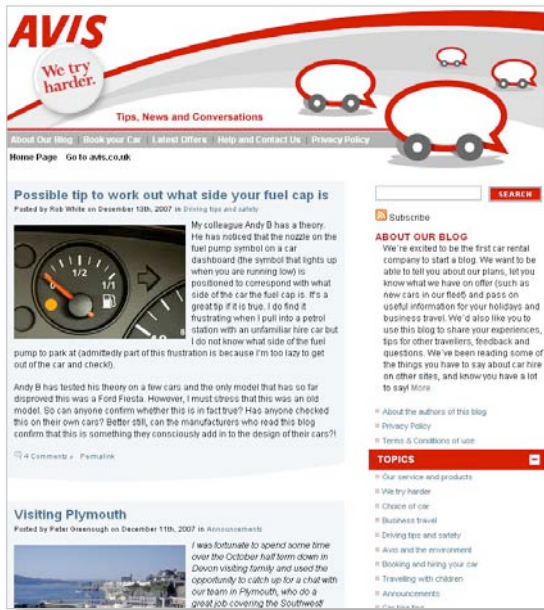 AVIS
We try
harder.
Tips, News and Conversations
About Our Blog | Book your Car | Latest Offers | Help and Contact Us | Privacy Policy
Home Page Go to avis.co.uk
Possible tip to work out what side your fuel cap is
Posted by Rob White on December 13th, 2007 in Driving tips and safety
My colleague Andy B has a theory.
He has noticed that the nozzle on the
fuel pump symbol on a car
dashboard (the symbol that lights up
when you are running low) is
positioned to correspond with what
side of the car the fuel cap is. It's a
great tip if it is true. I do find it
frustrating when I pull into a petrol
station with an unfamiliar hire car but
I do not know what side of the fuel
pump to park at (admittedly part of this frustration is because I'm too lazy to get
out of the car and check!).
Andy B has tested his theory on a few cars and the only model that has so far
disproved this was a Ford Fiesta. However, I must stress that this was an old
model. So can anyone confirm whether this is in fact true? Has anyone checked
this on their own cars? Better still, can the manufacturers who read this blog
confirm that this is something they consciously add in to the design of their cars?!
4 Comments » Permalink
1/2
1/1
Visiting Plymouth
Posted by Peter Greenough on December 11th, 2007 in Announcements
I was fortunate to spend some time
over the October half term down in
Devon visiting family and used the
opportunity to catch up for a chat with
our team in Plymouth, who do a
great job covering the Southwest!
SEARCH
Subscribe
ABOUT OUR BLOG
We're excited to be the first car rental
company to start a blog. We want to be
able to tell you about our plans, let you
know what we have on offer (such as
new cars in our fleet) and pass on
useful information for your holidays and
business travel. We'd also like you to
use this blog to share your experiences,
tips for other travellers, feedback and
questions. We've been reading some of
the things you have to say about car hire
on other sites, and know you have a lot
to say! More
About the authors of this blog
Privacy Policy
Terms & Conditions of use
TOPICS
Our service and products
We try harder
Choice of car
Business travel
Driving tips and safety
Avis and the environment
Booking and hiring your car
Travelling with children
Announcements